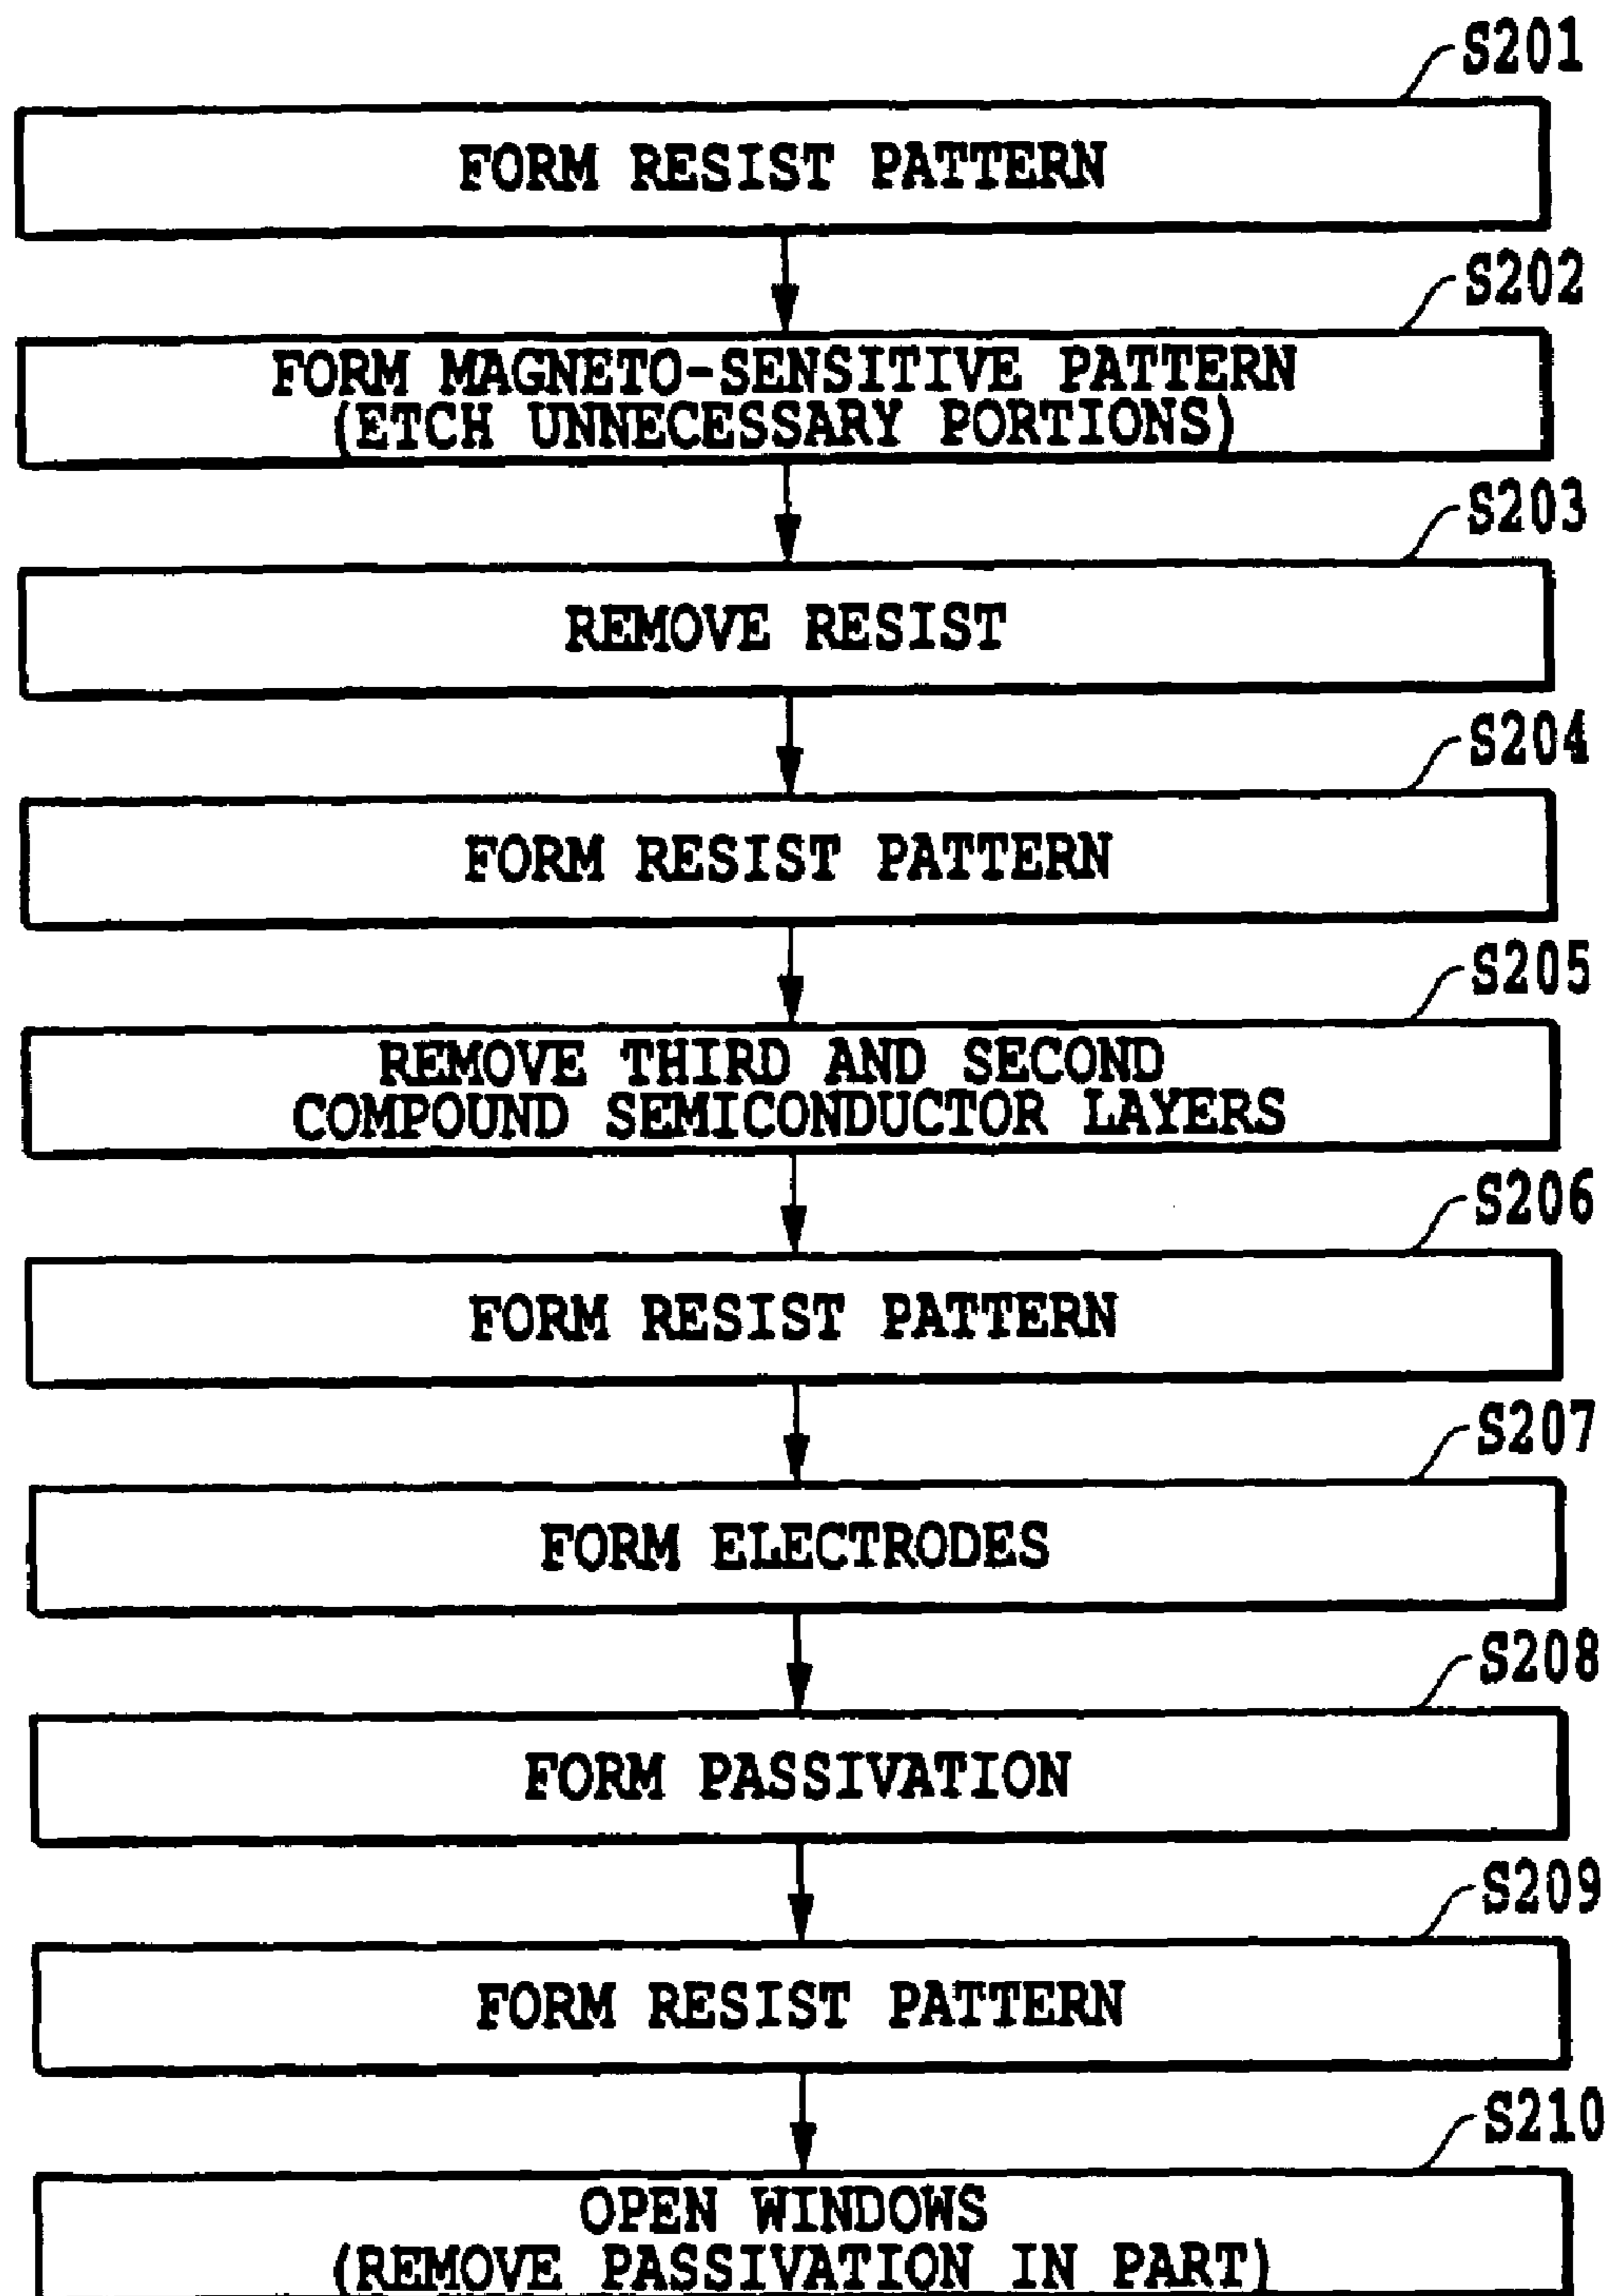 S201
FORM RESIST PATTERN
S202
FORM MAGNETO-SENSITIVE PATTERN
(ETCH UNNECESSARY PORTIONS)
S203
REMOVE RESIST
S204
FORM RESIST PATTERN
S205
REMOVE THIRD AND SECOND
COMPOUND SEMICONDUCTOR LAYERS
S206
FORM RESIST PATTERN
S207
FORM ELECTRODES
S208
FORM PASSIVATION
S209
FORM RESIST PATTERN
S210
OPEN WINDOWS
(REMOVE PASSIVATION IN PART)